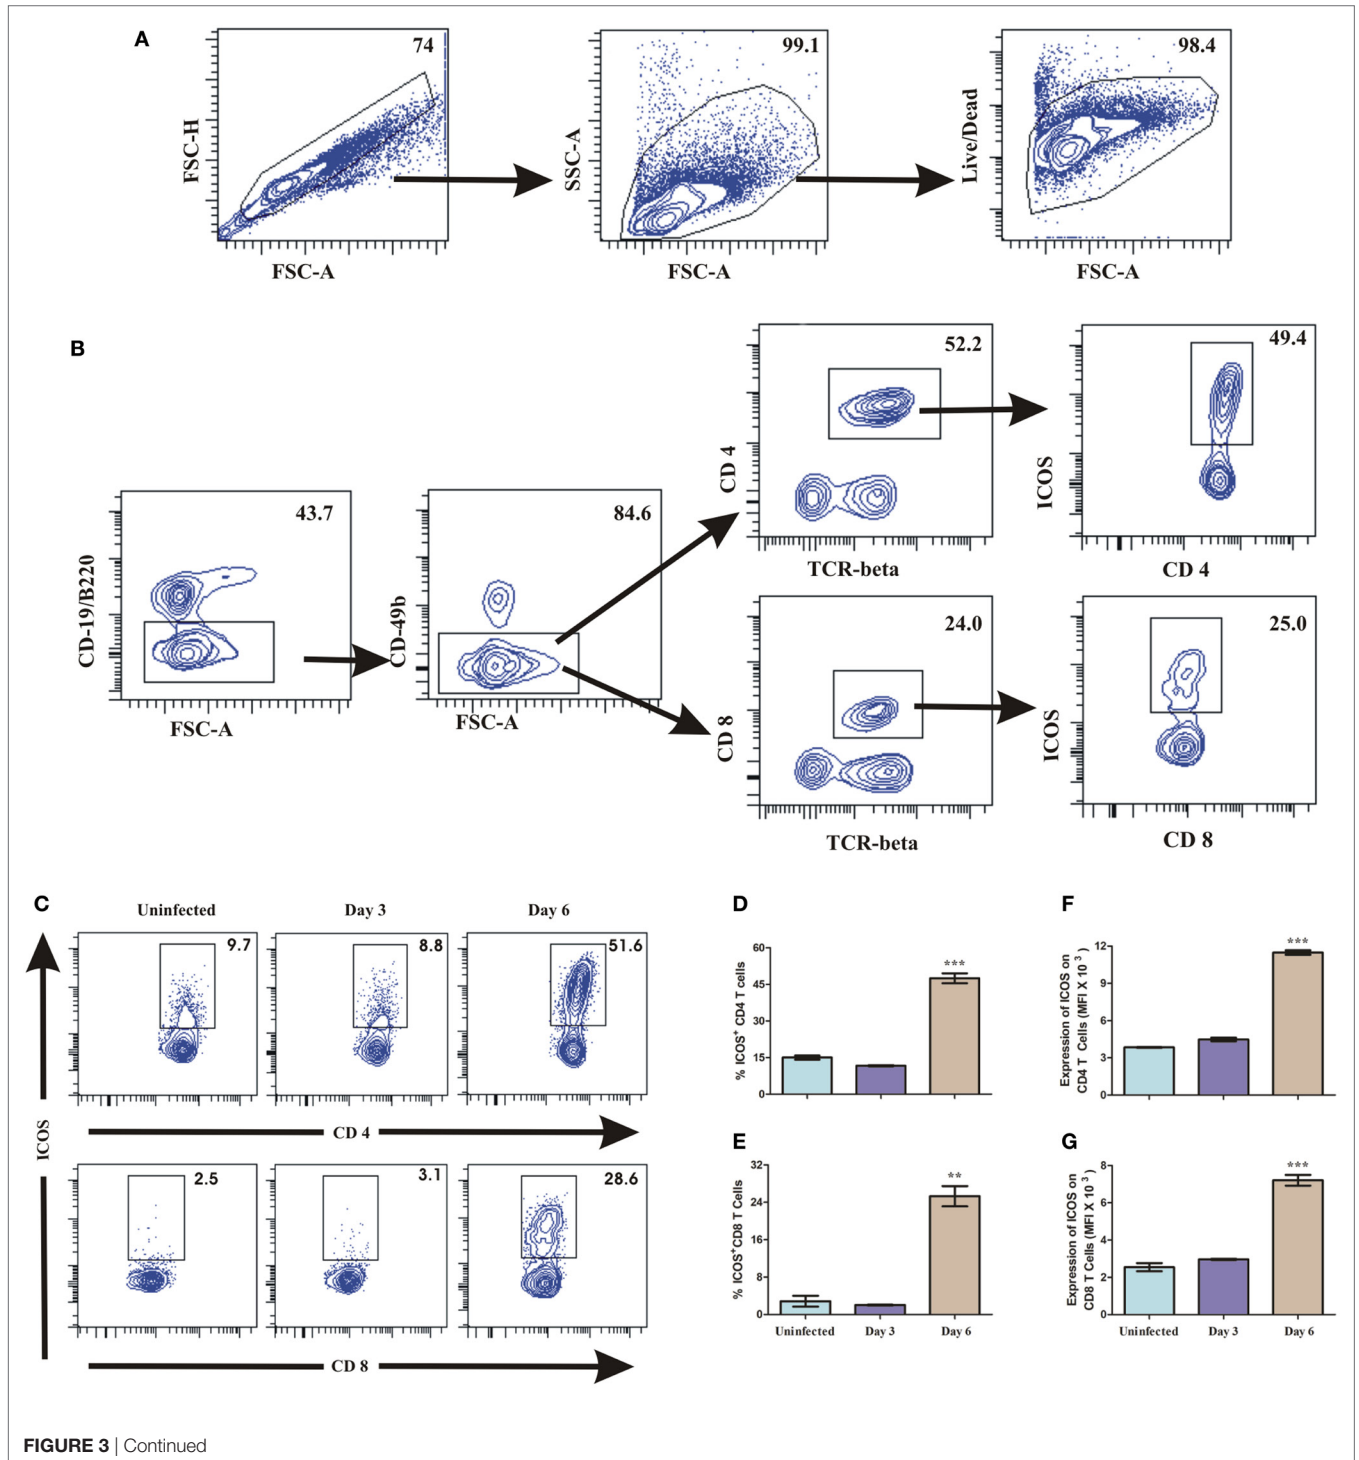 A
74
99.1
98.4
FSC-H
SSC-A
Live/Dead
FSC-A
FSC-A
FSC-A
B
52.2
49.4
CD 4
ICOS
TCR-beta
CD 4
43.7
84.6
CD-19/B220
CD-49b
FSC-A
FSC-A
24.0
25.0
CD 8
ICOS
TCR-beta
CD 8
C
Uninfected
Day 3
Day 6
9.7
8.8
51.6
CD 4
ICOS
2.5
3.1
28.6
CD 8
D
% ICOS+ CD4 T cells
60
45
30
15
0
***
F
Expression of ICOS on
CD4 T Cells (MFI X 10 3)
12
9
6
3
0
***
E
% ICOS+CD8 T Cells
32
24
16
8
0
**
Uninfected
Day 3
Day 6
G
Expression of ICOS on
CD8 T Cells (MFI X 10 3)
8
6
4
2
0
***
Uninfected
Day 3
Day 6
FIGURE 3 | Continued